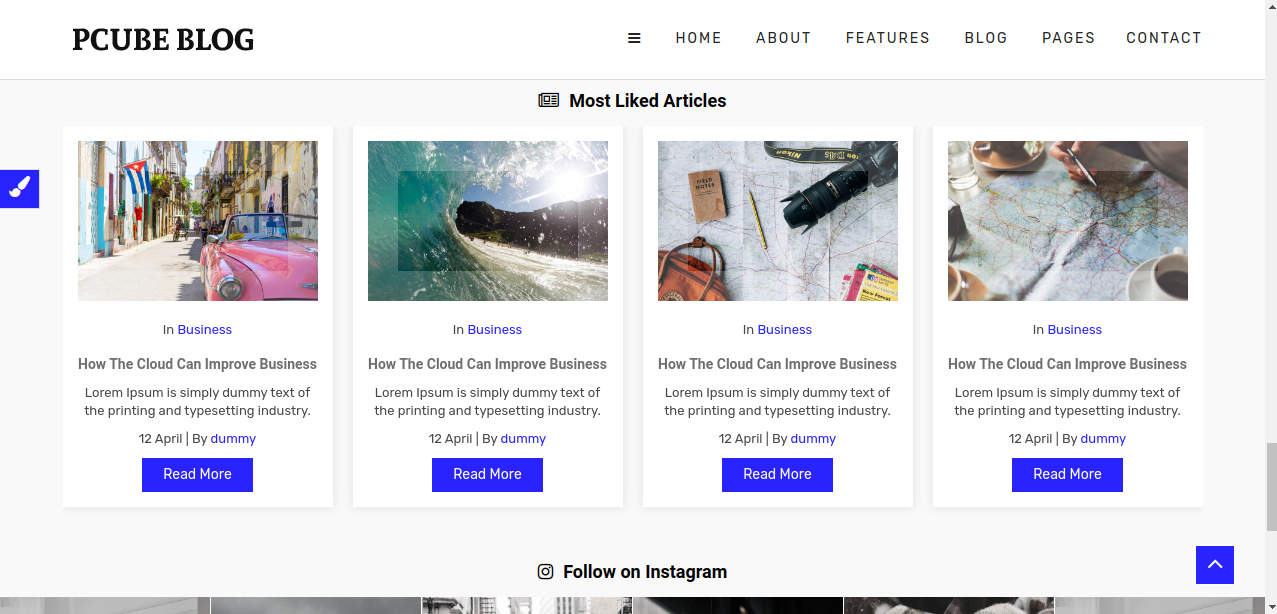 PCUBE BLOG
HOME FEATURES ABOUT BLOG PAGES CONTACT
Most Liked Articles
FIELD NOTES
Nikon
In Business
How The Cloud Can Improve Business
Lorem Ipsum is simply dummy text of
the printing and typesetting industry.
12 April | By dummy
Read More
In Business
How The Cloud Can Improve Business
Lorem Ipsum is simply dummy text of
the printing and typesetting industry.
12 April | By dummy
Read More
In Business
How The Cloud Can Improve Business
Lorem Ipsum is simply dummy text of
the printing and typesetting industry.
12 April | By dummy
Read More
In Business
How The Cloud Can Improve Business
Lorem Ipsum is simply dummy text of
the printing and typesetting industry.
12 April | By dummy
Read More
Follow on Instagram